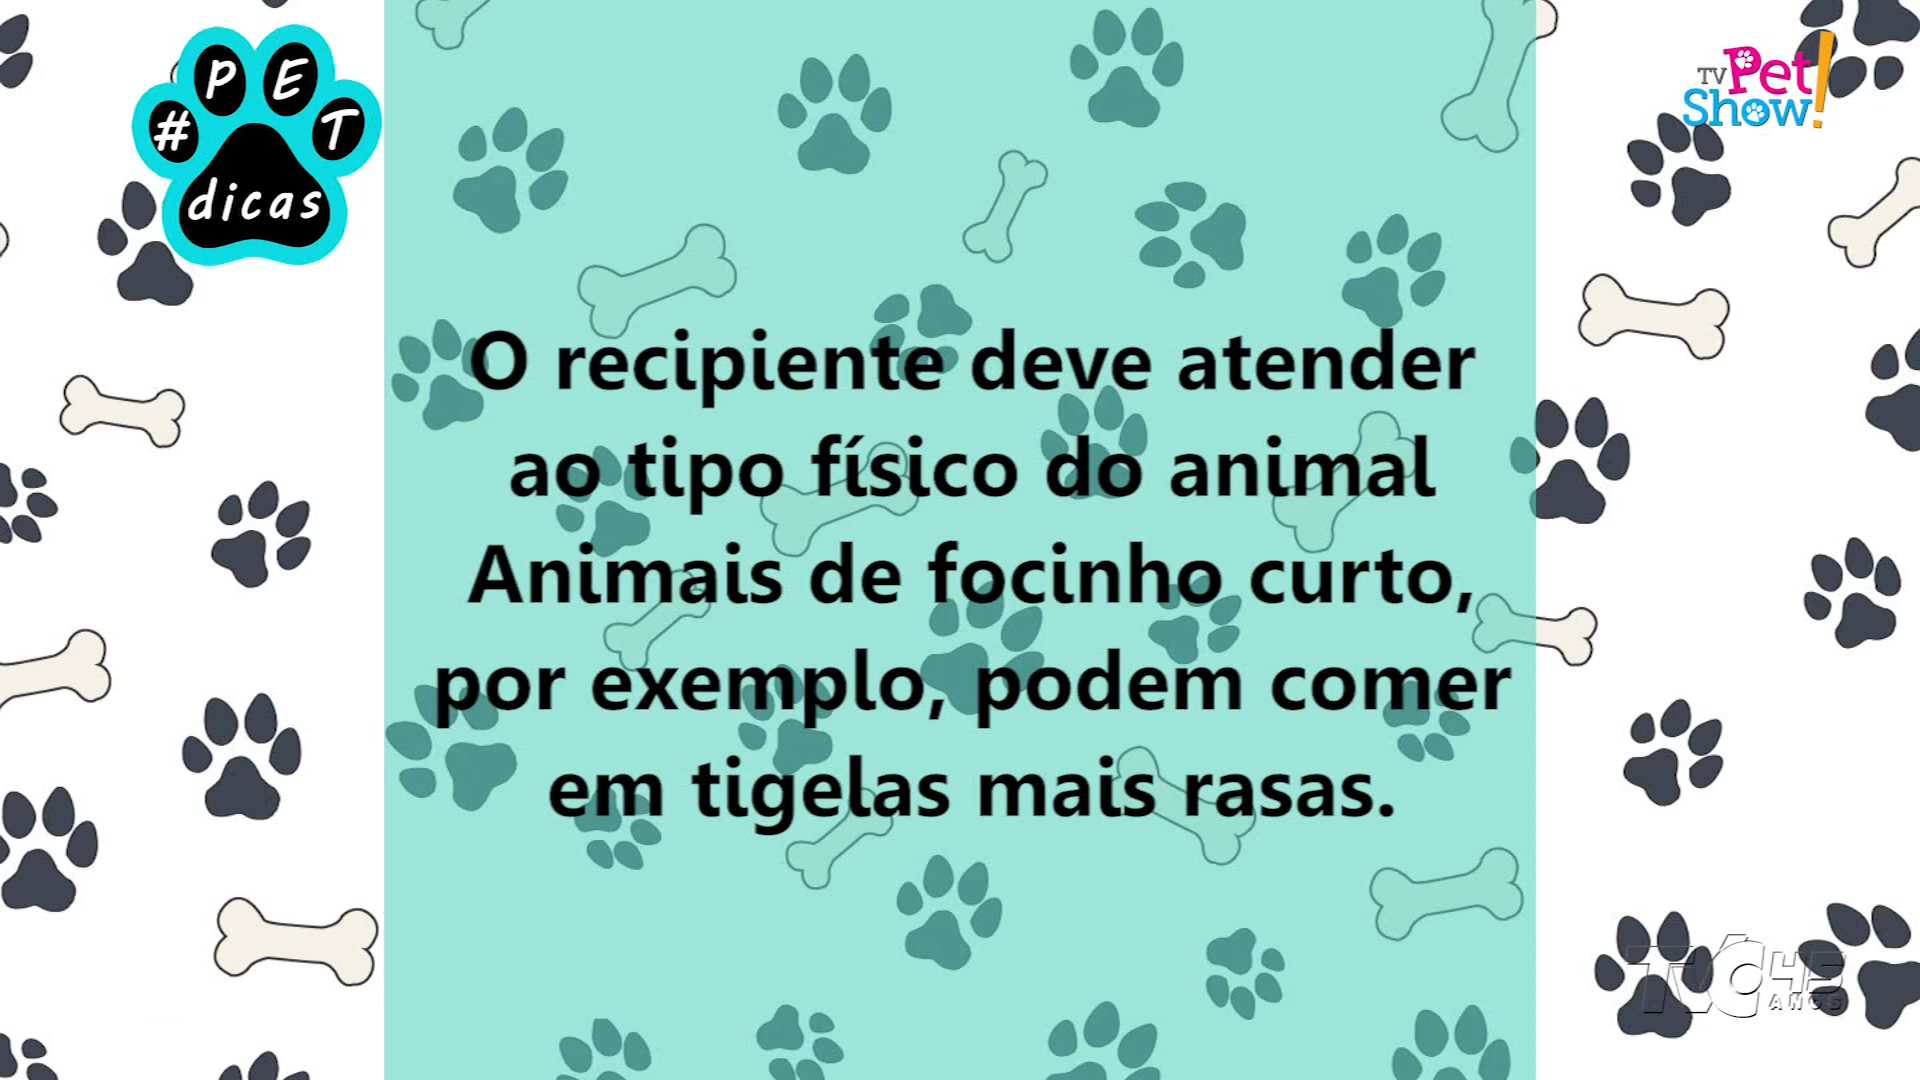 #PET
dicas
TV Pet
Show!
O recipiente deve atender
ao tipo físico do animal
Animais de focinho curto,
por exemplo, podem comer
em tigelas mais rasas.
TVC 45
ANOS